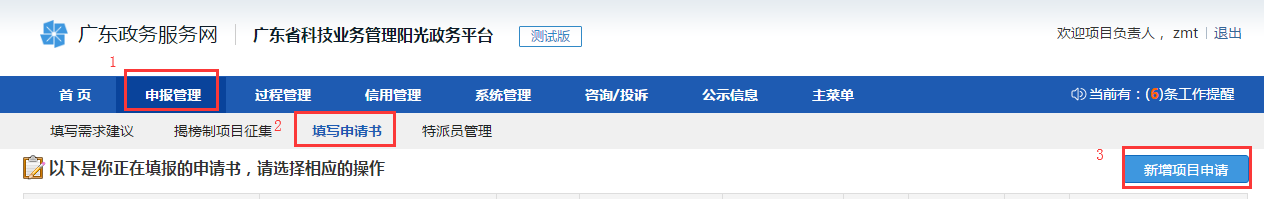 广东政务服务网 广东省科技业务管理阳光政务平台 测试版 欢迎项目负责人， zmt 退出
1
首 页 申报管理 过程管理 信用管理 系统管理 咨询/投诉 公示信息 主菜单 当前有：(6)条工作提醒
填写需求建议 揭榜制项目征集 2 填写申请书 特派员管理
以下是你正在填报的申请书，请选择相应的操作 3 新增项目申请